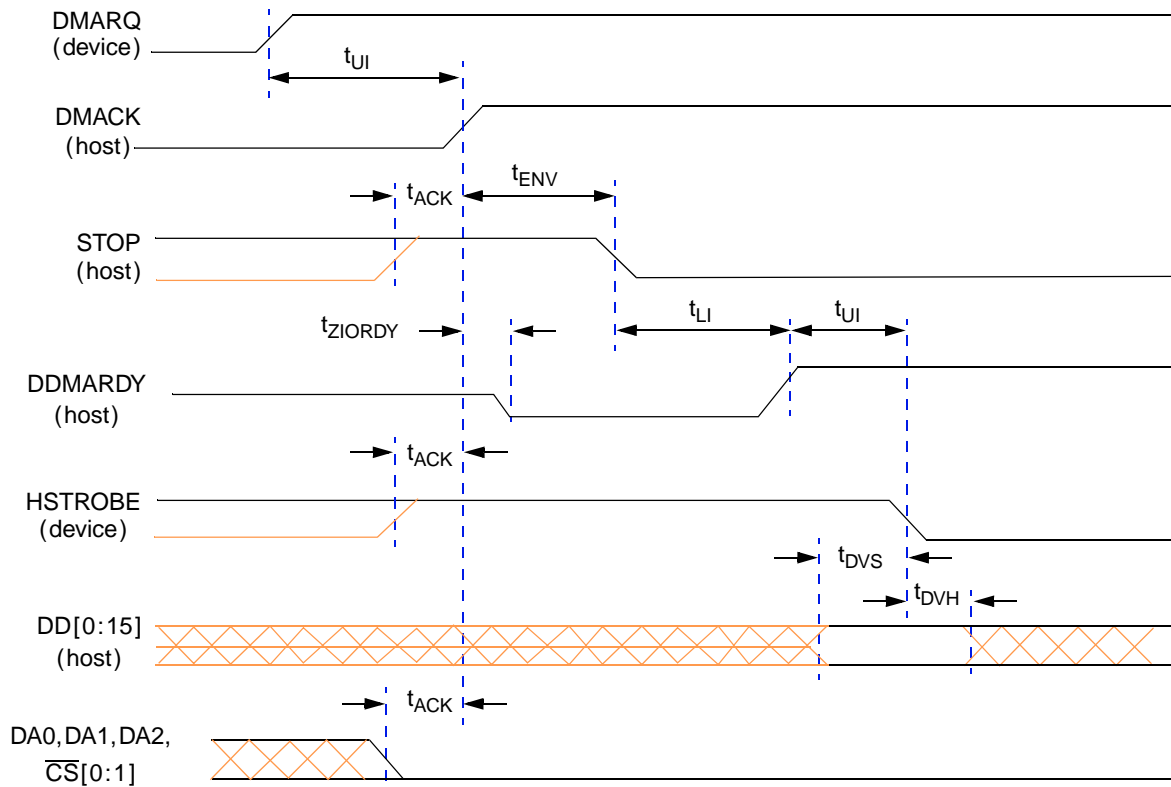 DMARQ
(device)
tUI
DMACK
(host)
tACK
tENV
STOP
(host)
tZIORDY
tLI
tUI
DDMARDY
(host)
tACK
HSTROBE
(device)
tDVS
tDVH
DD[0:15]
(host)
tACK
DA0,DA1,DA2,
CS[0:1]